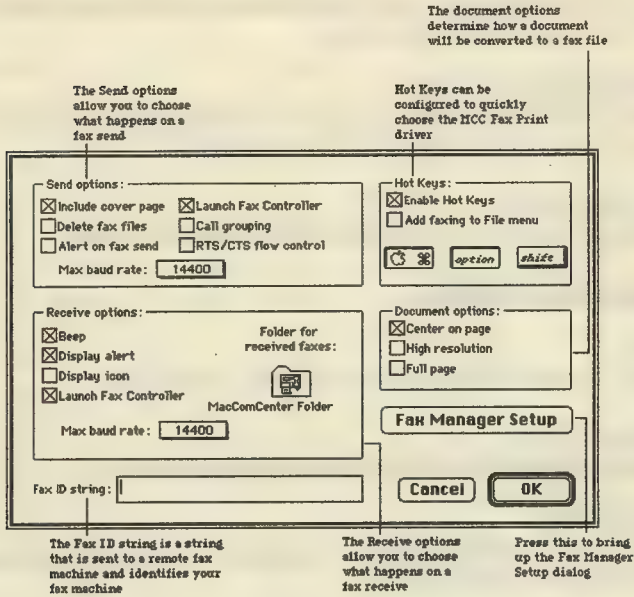 The document options
determine how a document
will be converted to a fax file
The Send options
allow you to choose
what happens on a
fax send
Hot Keys can be
configured to quickly
choose the MCC Fax Print
driver
Send options:
Include cover page
Launch Fax Controller
Delete fax files
Call grouping
Alert on fax send
RTS/CTS flow control
Max baud rate: 14400
Hot Keys:
Enable Hot Keys
Add faxing to File menu
⌘ option shift
Receive options:
Beep
Display alert
Display icon
Launch Fax Controller
Folder for
received faxes:
MacComCenter Folder
Max baud rate: 14400
Document options:
Center on page
High resolution
Full page
Fax Manager Setup
Fax ID string:
Cancel OK
The Fax ID string is a string
that is sent to a remote fax
machine and identifies your
fax machine
The Receive options
allow you to choose
what happens on a
fax receive
Press this to bring
up the Fax Manager
Setup dialog